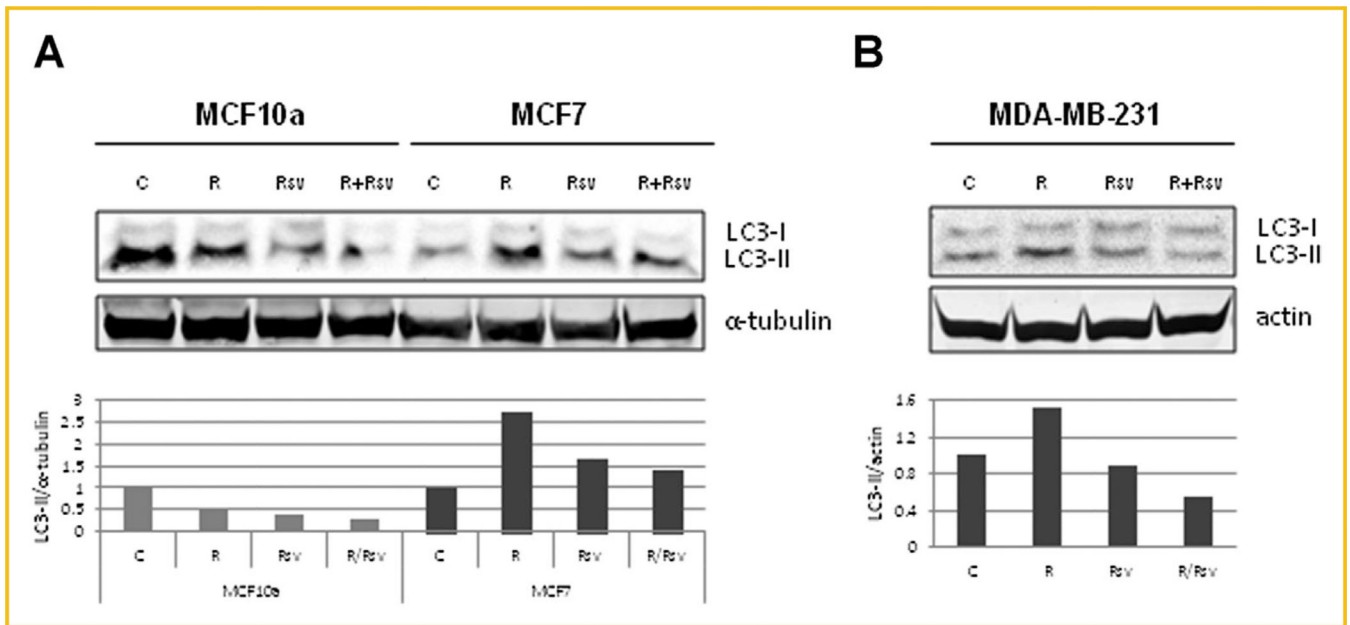 A
B
MCF10a
MCF7
MDA-MB-231
C R Rsv R+Rsv C R Rsv R+Rsv
C R Rsv R+Rsv
LC3-I
LC3-II
LC3-I
LC3-II
α-tubulin
actin
LC3-II/α-tubulin
3
2.5
2
1.5
1
0.5
0
C R Rsv R/Rsv C R Rsv R/Rsv
MCF10a MCF7
LC3-II/actin
1.6
1.2
0.8
0.4
0
C R Rsv R/Rsv